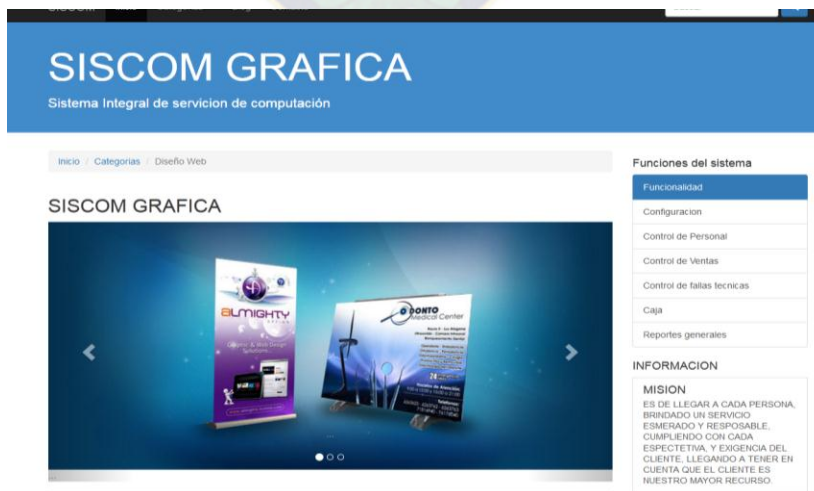 SISCOM GRAFICA
Sistema Integral de servicion de computación
Inicio / Categorias / Diseño Web
SISCOM GRAFICA
ALMIGHTY
ODONTO
Medical Center
24
Funciones del sistema
Funcionalidad
Configuracion
Control de Personal
Control de Ventas
Control de fallas tecnicas
Caja
Reportes generales
INFORMACION
MISION
ES DE LLEGAR A CADA PERSONA,
BRINDADO UN SERVICIO
ESMERADO Y RESPOSABLE,
CUMPLIENDO CON CADA
ESPECTETIVA, Y EXIGENCIA DEL
CLIENTE, LLEGANDO A TENER EN
CUENTA QUE EL CLIENTE ES
NUESTRO MAYOR RECURSO.